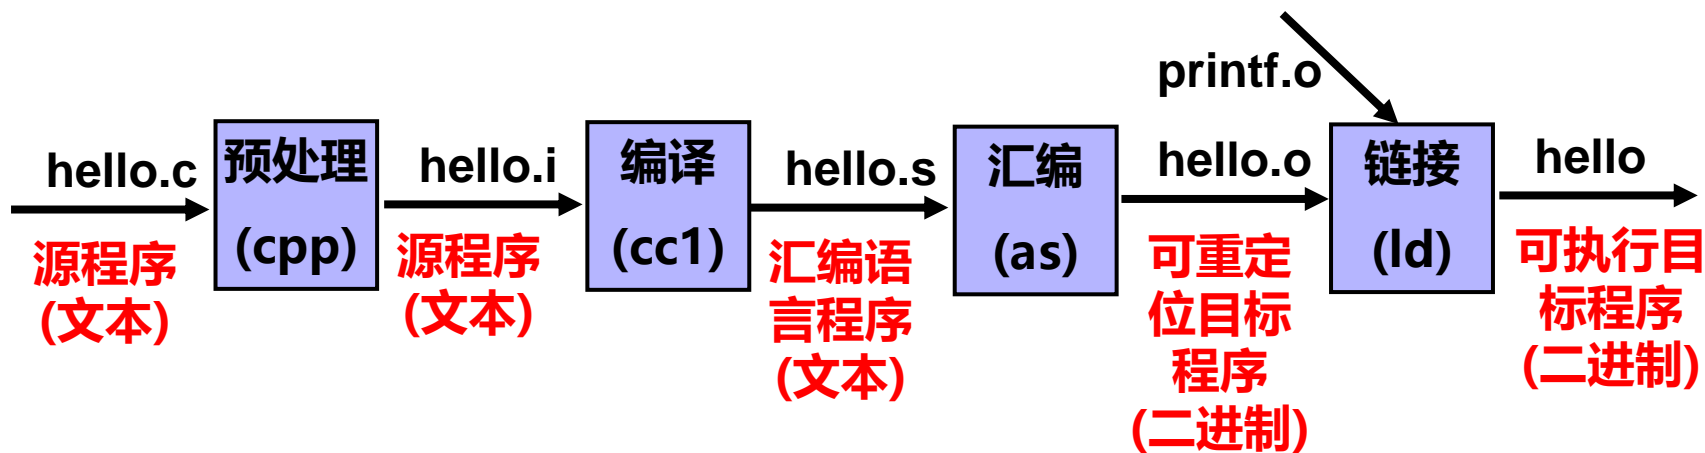 hello.c
源程序
(文本)
预处理
(cpp)
hello.i
源程序
(文本)
编译
(cc1)
hello.s
汇编语
言程序
(文本)
汇编
(as)
printf.o
hello.o
可重定
位目标
程序
(二进制)
链接
(ld)
hello
可执行目
标程序
(二进制)